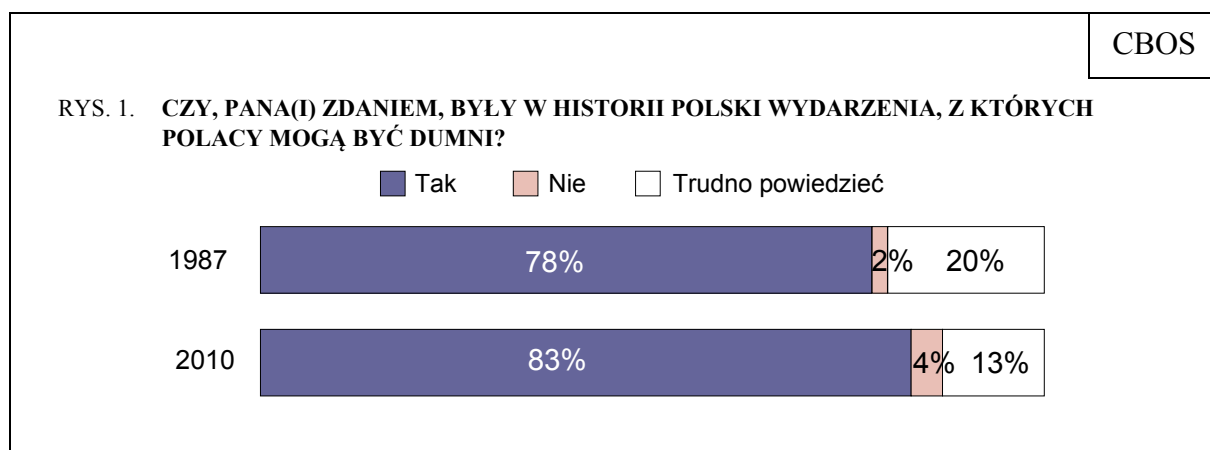 CBOS
RYS. 1. CZY, PANA(I) ZDANIEM, BYŁY W HISTORII POLSKI WYDARZENIA, Z KTÓRYCH
POLACY MOGĄ BYĆ DUMNI?
Tak Nie Trudno powiedzieć
1987 78% 2% 20%
2010 83% 4% 13%